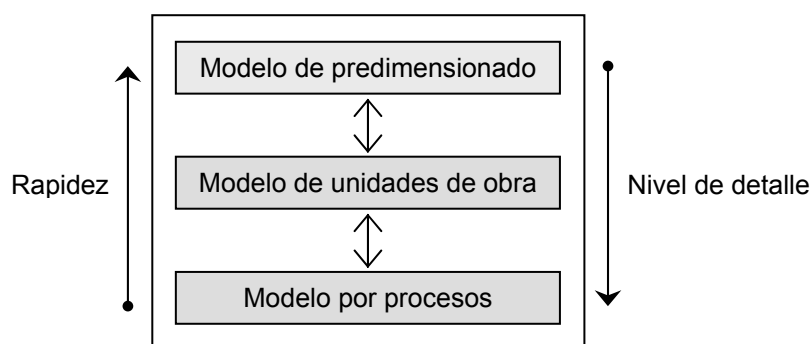 Modelo de predimensionado
Rapidez
Modelo de unidades de obra
Nivel de detalle
Modelo por procesos